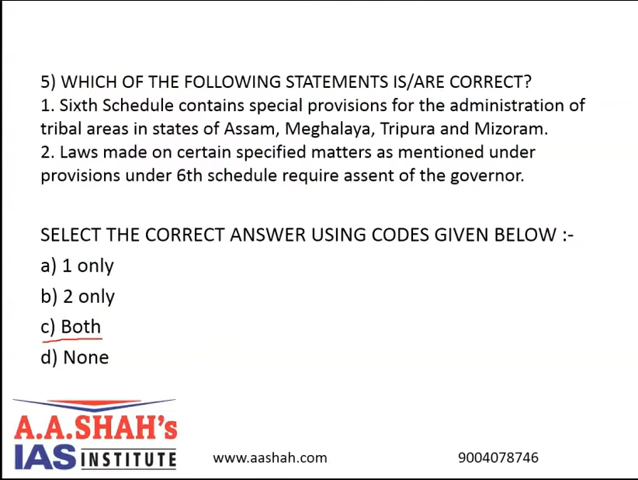 5) WHICH OF THE FOLLOWING STATEMENTS IS/ARE CORRECT?
1. Sixth Schedule contains special provisions for the administration of
tribal areas in states of Assam, Meghalaya, Tripura and Mizoram.
2. Laws made on certain specified matters as mentioned under
provisions under 6th schedule require assent of the governor.
SELECT THE CORRECT ANSWER USING CODES GIVEN BELOW :-
a) 1 only
b) 2 only
c) Both
d) None
A.A.SHAH's
IAS INSTITUTE
www.aashah.com
9004078746